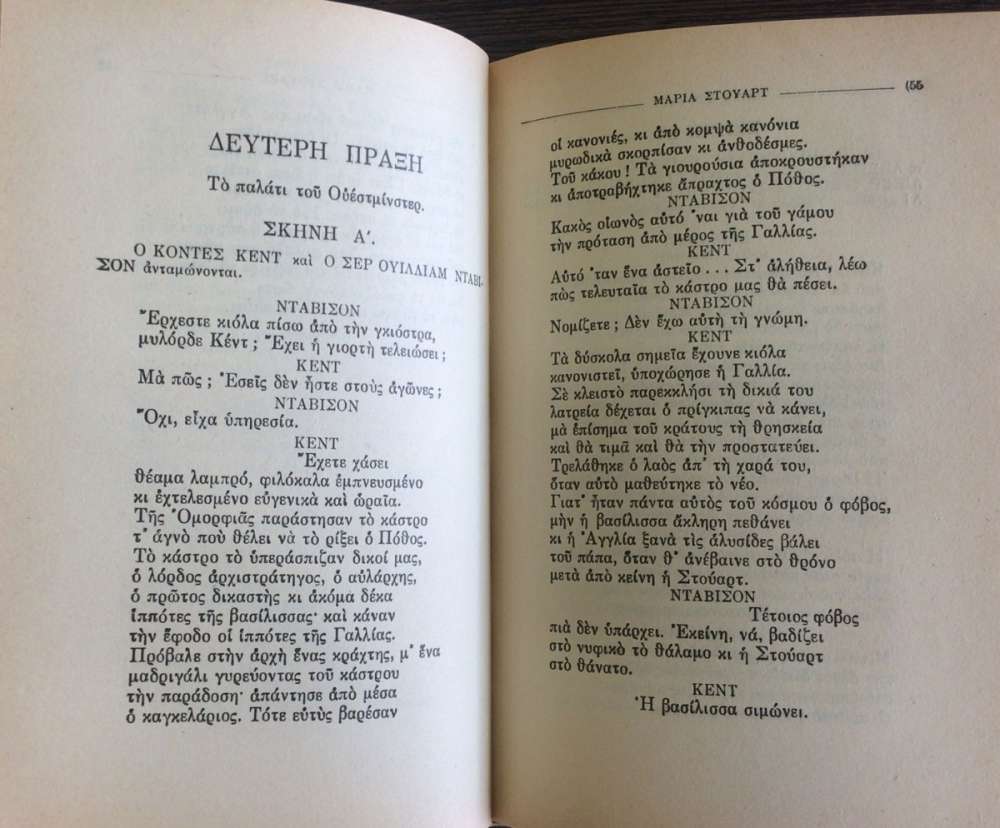 ΔΕΥΤΕΡΗ ΠΡΑΞΗ
Τὸ παλάτι τοῦ Οὐέστμίνστερ.
ΣΚΗΝΗ Α΄.
Ο ΚΟΝΤΕΣ ΚΕΝΤ καὶ Ο ΣΕΡ ΟΥΙΛΛΙΑΜ ΝΤΑΒΙ-
ΣΟΝ ἀνταμώνονται.
ΝΤΑΒΙΣΟΝ
Ἔρχεστε κιόλα πίσω ἀπὸ τὴν γκιόστρα,
μυλόρδε Κέντ ; Ἔχει ἡ γιορτὴ τελειώσει ;
ΚΕΝΤ
Μὰ πῶς ; Ἐσεῖς δὲν ἦστε στοὺς ἀγῶνες ;
ΝΤΑΒΙΣΟΝ
Ὄχι, εἶχα ὑπηρεσία.
ΚΕΝΤ
Ἔχετε χάσει
θέαμα λαμπρό, φιλόκαλα ἐμπνευσμένο
κι ἐχτελεσμένο εὐγενικὰ καὶ ὡραῖα.
Τῆς Ὀμορφιᾶς παράστησαν τὸ κάστρο
τ' ἁγνὸ ποὺ θέλει νὰ τὸ ρίξει ὁ Πόθος.
Τὸ κάστρο τὸ ὑπεράσπιζαν δικοί μας,
ὁ λόρδος ἀρχιστράτηγος, ὁ αὐλάρχης,
ὁ πρῶτος δικαστὴς κι ἀκόμα δέκα
ἱππότες τῆς βασίλισσας· καὶ κάναν
τὴν ἔφοδο οἱ ἱππότες τῆς Γαλλίας.
Πρόβαλε στὴν ἀρχὴ ἕνας κράχτης, μ' ἕνα
μαδριγάλι γυρεύοντας τοῦ κάστρου
τὴν παράδοση· ἀπάντησε ἀπὸ μέσα
ὁ καγκελάριος. Τότε εὐτὺς βαρέσαν
ΜΑΡΙΑ ΣΤΟΥΑΡΤ (55
οἱ κανονιές, κι ἀπὸ κομψὰ κανόνια
μυρωδικὰ σκορπίσαν κι ἀνθοδέσμες.
Τοῦ κάκου ! Τὰ γιουρούσια ἀποκρουστῆκαν
κι ἀποτραβήχτηκε ἄπραχτος ὁ Πόθος.
ΝΤΑΒΙΣΟΝ
Κακὸς οἰωνὸς αὐτό 'ναι γιὰ τοῦ γάμου
τὴν πρόταση ἀπὸ μέρος τῆς Γαλλίας.
ΚΕΝΤ
Αὐτό 'ταν ἕνα ἀστεῖο . . . Στ' ἀλήθεια, λέω
πὼς τελευταῖα τὸ κάστρο μας θὰ πέσει.
ΝΤΑΒΙΣΟΝ
Νομίζετε ; Δὲν ἔχω αὐτὴ τὴ γνώμη.
ΚΕΝΤ
Τὰ δύσκολα σημεῖα ἔχουνε κιόλα
κανονιστεῖ, ὑποχώρησε ἡ Γαλλία.
Σὲ κλειστὸ παρεκκλήσι τὴ δικιά του
λατρεία δέχεται ὁ πρίγκιπας νὰ κάνει,
μὰ ἐπίσημα τοῦ κράτους τὴ θρησκεία
καὶ θὰ τιμᾶ καὶ θὰ τὴν προστατεύει.
Τρελάθηκε ὁ λαὸς ἀπ' τὴ χαρά του,
ὅταν αὐτὸ μαθεύτηκε τὸ νέο.
Γιατ' ἦταν πάντα αὐτὸς τοῦ κόσμου ὁ φόβος,
μὴν ἡ βασίλισσα ἄκληρη πεθάνει
κι ἡ Ἀγγλία ξανὰ τὶς ἁλυσίδες βάλει
τοῦ πάπα, ὅταν θ' ἀνέβαινε στὸ θρόνο
μετὰ ἀπὸ κείνη ἡ Στούαρτ.
ΝΤΑΒΙΣΟΝ
Τέτοιος φόβος
πιὰ δὲν ὑπάρχει. Ἐκείνη, νά, βαδίζει
στὸ νυφικὸ τὸ θάλαμο κι ἡ Στούαρτ
στὸ θάνατο.
ΚΕΝΤ
Ἡ βασίλισσα σιμώνει.